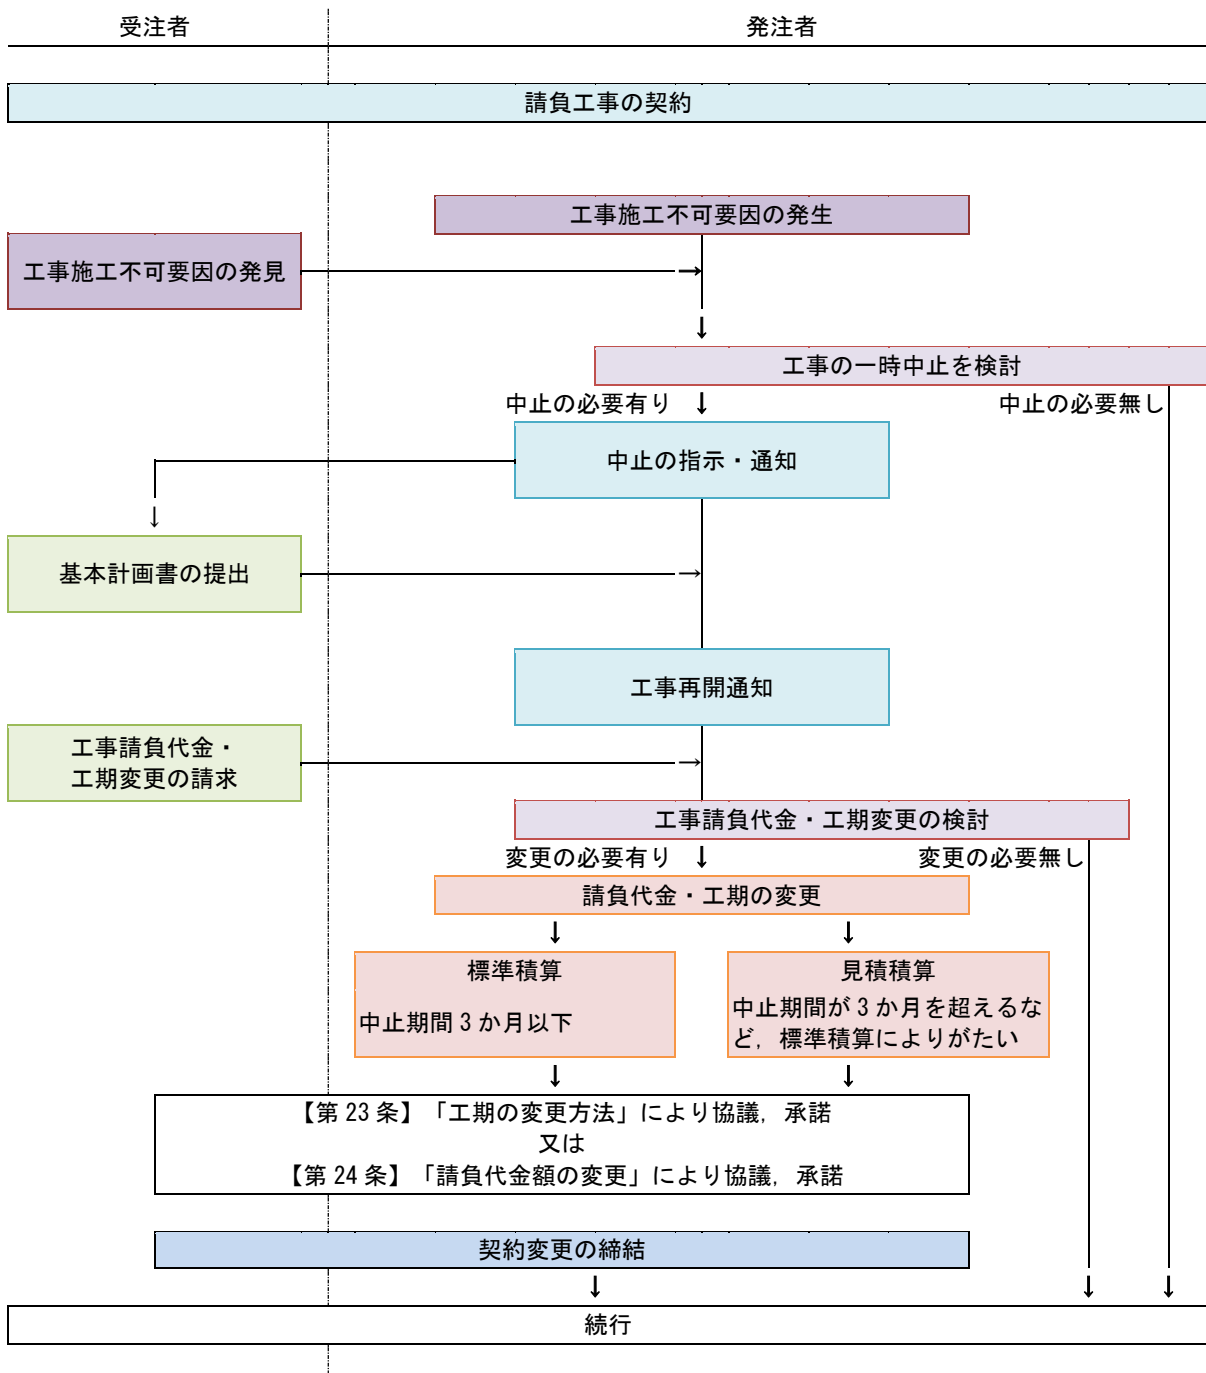 受注者
発注者
請負工事の契約
工事施工不可要因の発生
工事施工不可要因の発見
↓
工事の一時中止を検討
中止の必要有り ↓
中止の必要無し
中止の指示・通知
↓
基本計画書の提出
→
工事再開通知
工事請負代金・
工期変更の請求
→
工事請負代金・工期変更の検討
変更の必要有り ↓
変更の必要無し
請負代金・工期の変更
↓ ↓
標準積算
中止期間 3 か月以下
見積積算
中止期間が 3 か月を超えるな
ど，標準積算によりがたい
↓ ↓
【第 23 条】「工期の変更方法」により協議，承諾
又は
【第 24 条】「請負代金額の変更」により協議，承諾
契約変更の締結
↓ ↓ ↓
続行